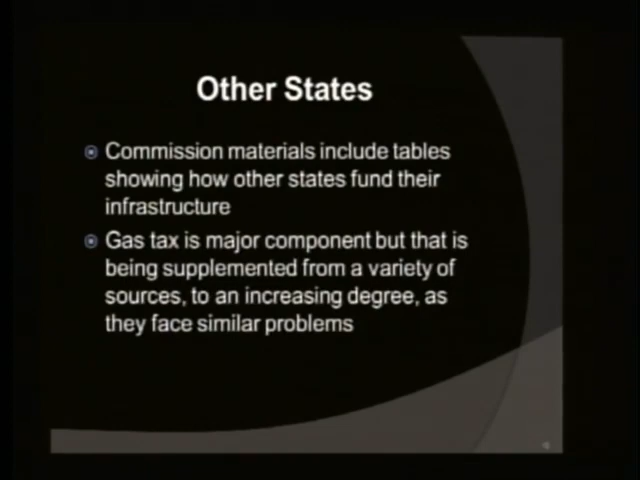 Other States
Commission materials include tables
showing how other states fund their
infrastructure
Gas tax is major component but that is
being supplemented from a variety of
sources, to an increasing degree, as
they face similar problems